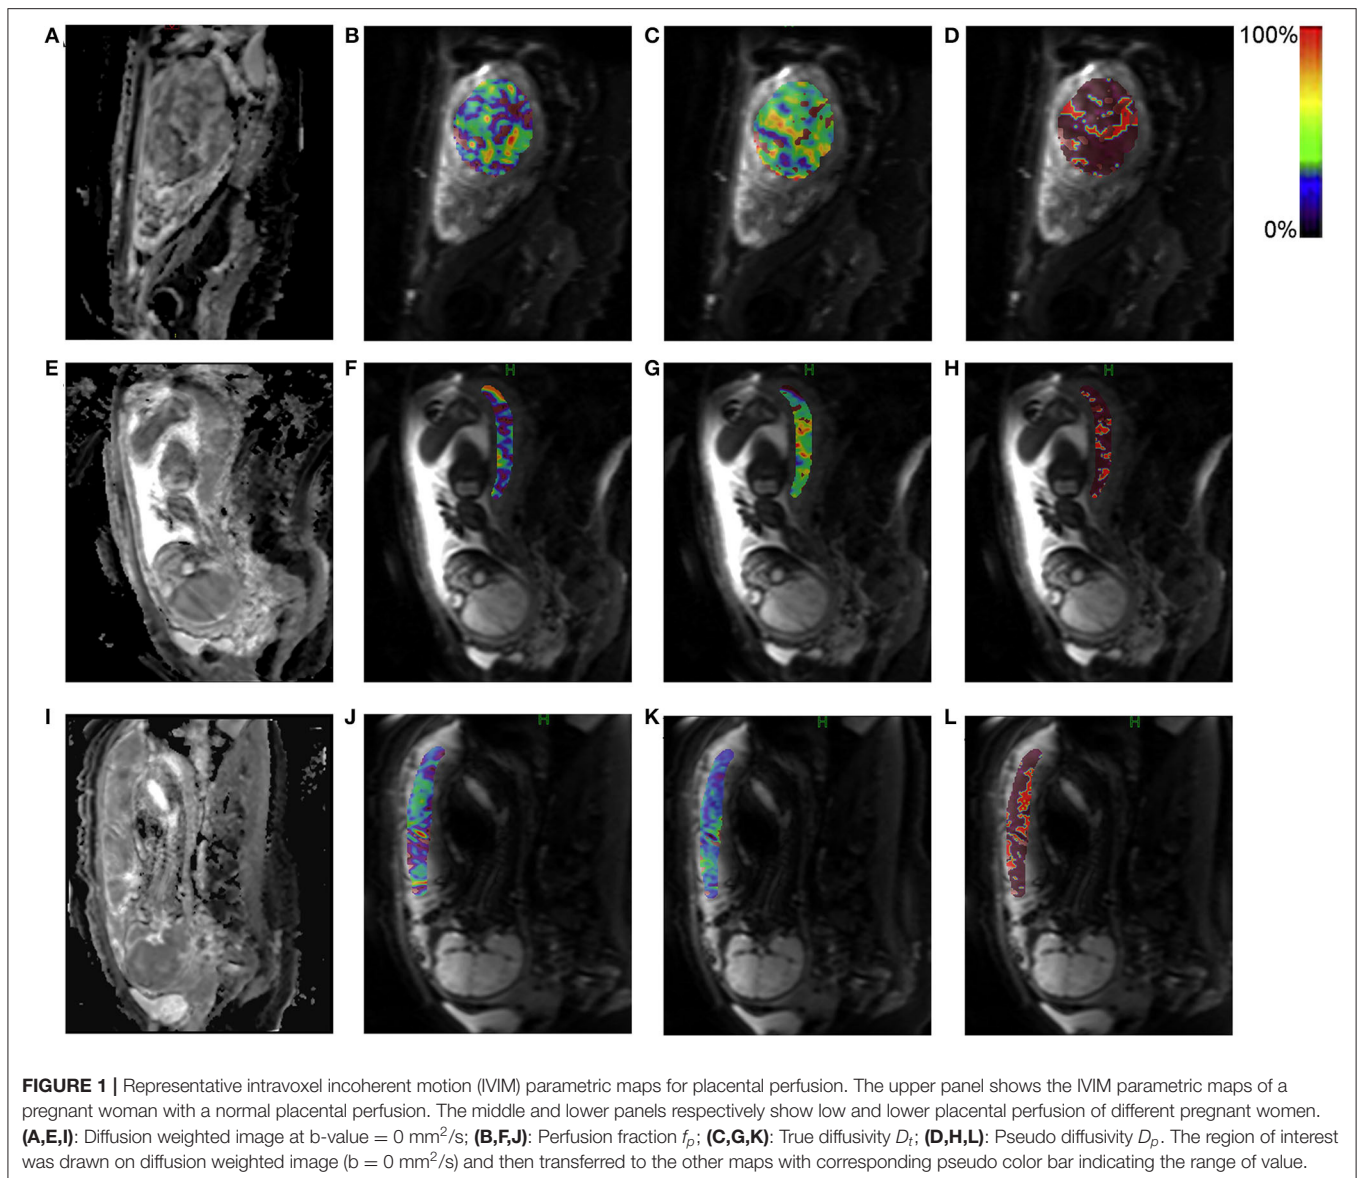 A
B
C
D
100%
0%
E
F
H
G
H
H
H
I
J
H
K
H
L
H
FIGURE 1 | Representative intravoxel incoherent motion (IVIM) parametric maps for placental perfusion. The upper panel shows the IVIM parametric maps of a
pregnant woman with a normal placental perfusion. The middle and lower panels respectively show low and lower placental perfusion of different pregnant women.
(A,E,I): Diffusion weighted image at b-value = 0 mm²/s; (B,F,J): Perfusion fraction fₚ; (C,G,K): True diffusivity Dₜ; (D,H,L): Pseudo diffusivity Dₚ. The region of interest
was drawn on diffusion weighted image (b = 0 mm²/s) and then transferred to the other maps with corresponding pseudo color bar indicating the range of value.